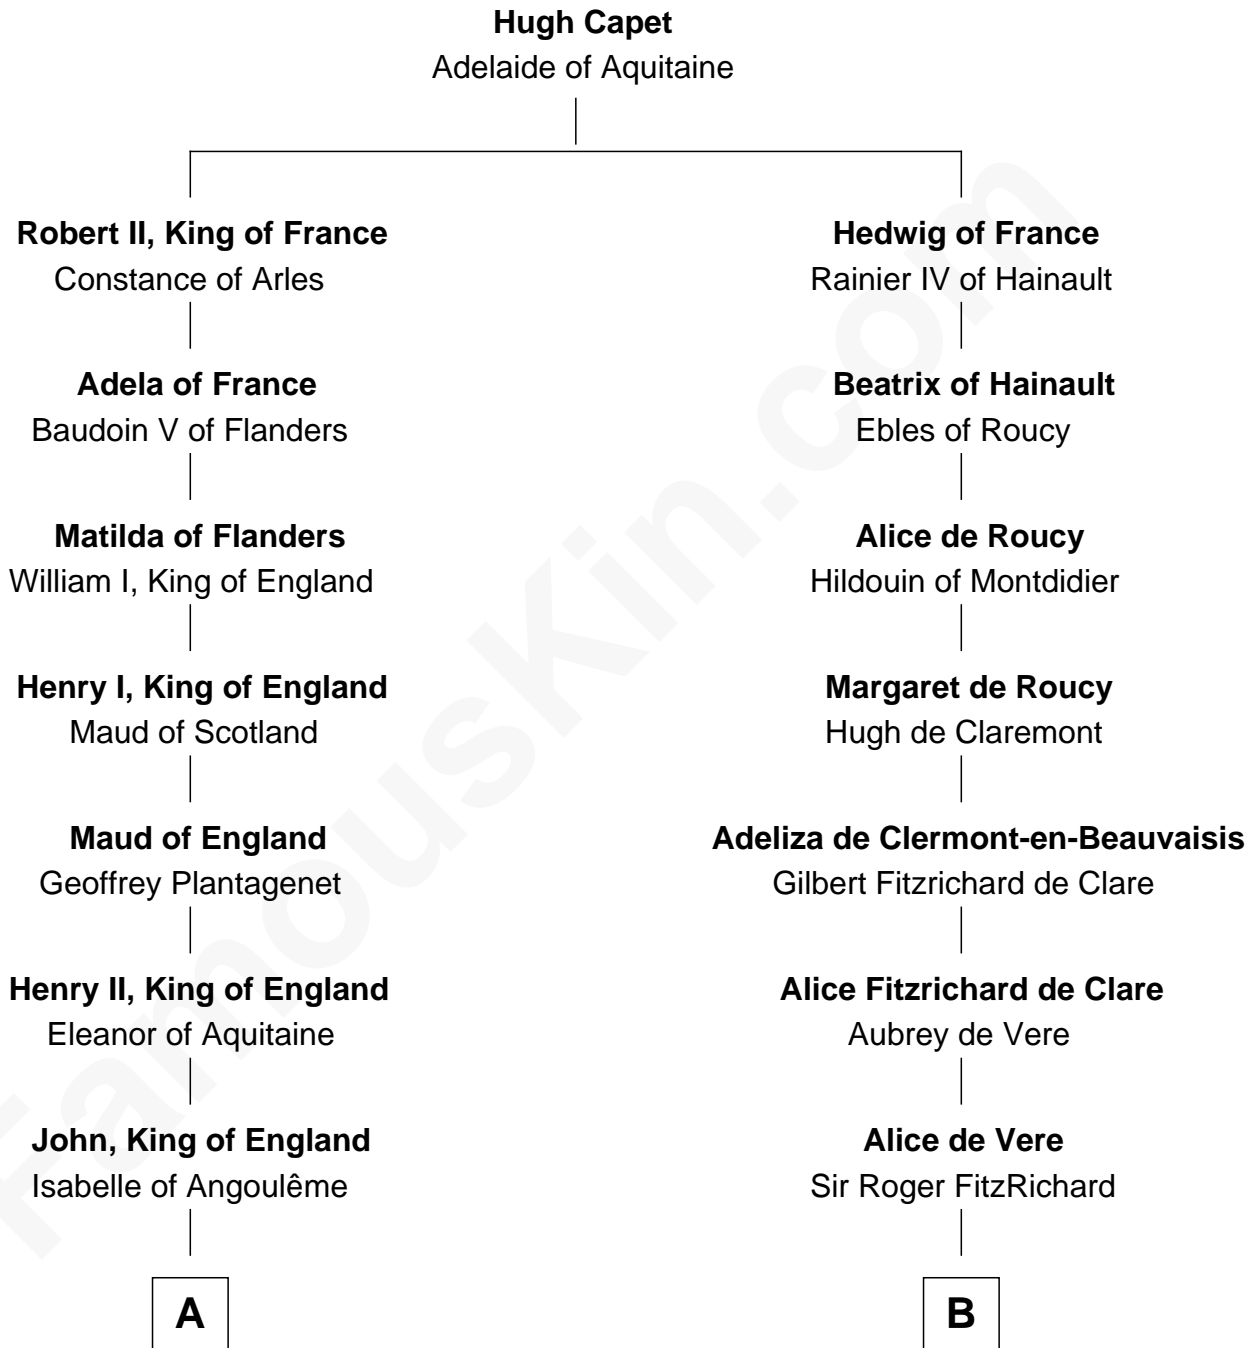 Hugh Capet
Adelaide of Aquitaine
Robert II, King of France
Constance of Arles
Hedwig of France
Rainier IV of Hainault
Adela of France
Baudoin V of Flanders
Beatrix of Hainault
Ebles of Roucy
Matilda of Flanders
William I, King of England
Alice de Roucy
Hildouin of Montdidier
Henry I, King of England
Maud of Scotland
Margaret de Roucy
Hugh de Claremont
Maud of England
Geoffrey Plantagenet
Adeliza de Clermont-en-Beauvaisis
Gilbert Fitzrichard de Clare
Henry II, King of England
Eleanor of Aquitaine
Alice Fitzrichard de Clare
Aubrey de Vere
John, King of England
Isabelle of Angoulême
Alice de Vere
Sir Roger FitzRichard
A
B
FamousKin.com